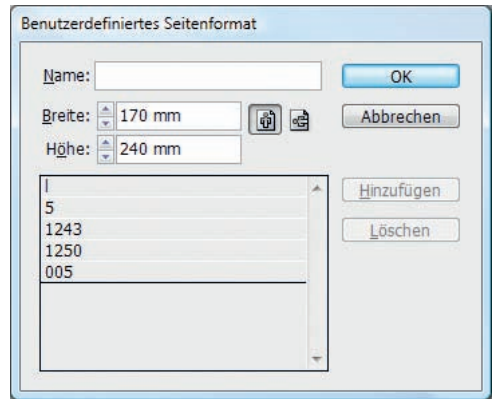 Benutzerdefiniertes Seitenformat
Name:
OK
Breite: 170 mm
Abbrechen
Höhe: 240 mm
l
Hinzufügen
5
1243
Löschen
1250
005